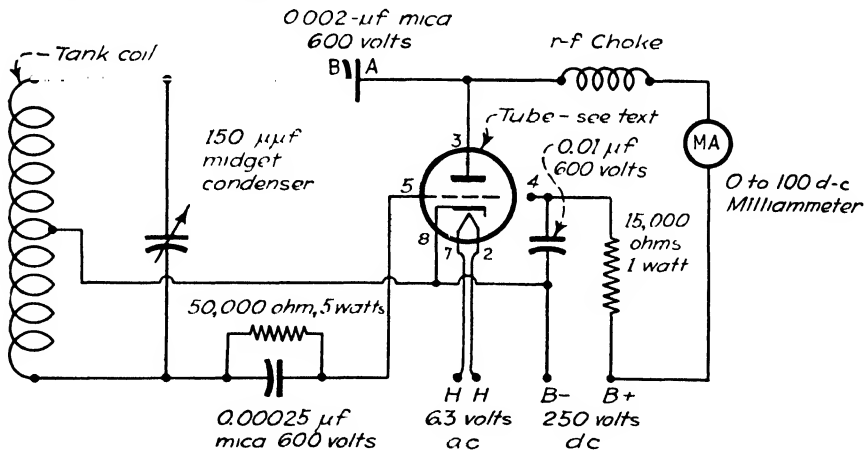 0.002-μf mica
600 volts
B A
r-f Choke
Tank coil
Tube - see text
3
150 μμf
midget
condenser
0.01 μf
600 volts
MA
5
4
0 to 100 d-c
Milliammeter
8
7 2
15,000
ohms
1 watt
50,000 ohm, 5 watts
H H
B-
B+
0.00025 μf
mica 600 volts
6.3 volts
a c
250 volts
dc